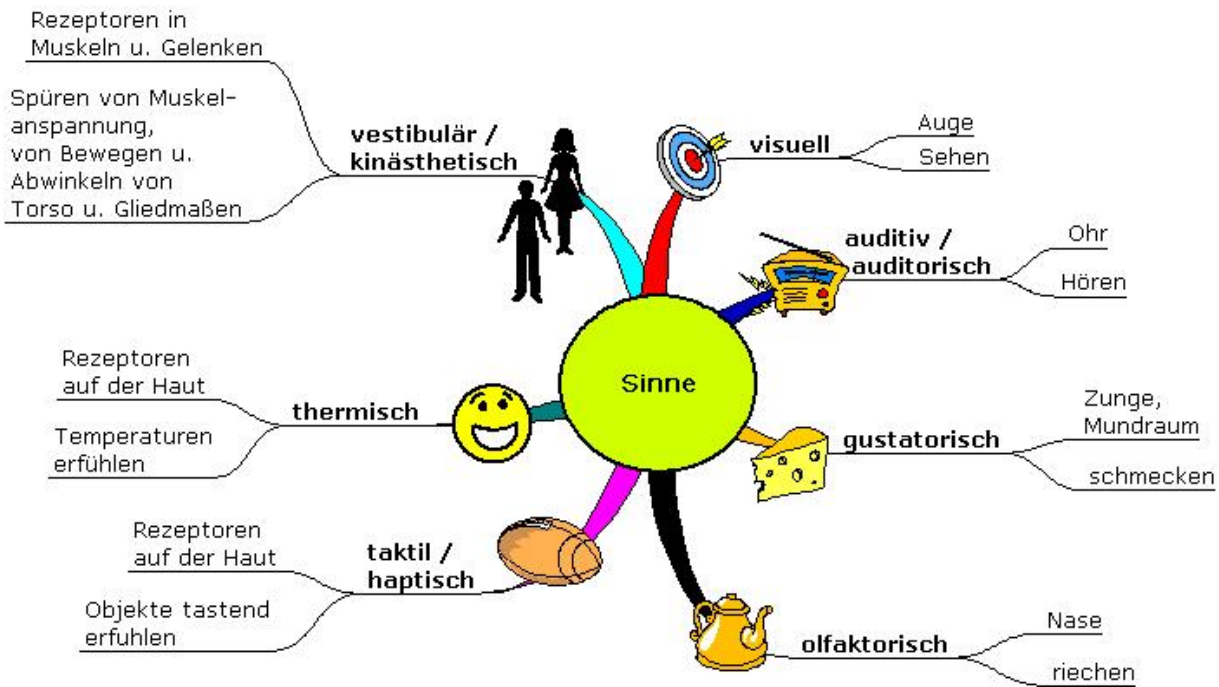 Rezeptoren in
Muskeln u. Gelenken
Spüren von Muskel-
anspannung,
von Bewegen u.
Abwinkeln von
Torso u. Gliedmaßen
vestibulär /
kinästhetisch
visuell
Auge
Sehen
auditiv /
auditorisch
Ohr
Hören
Sinne
Rezeptoren
auf der Haut
Temperaturen
erfühlen
thermisch
gustatorisch
Zunge,
Mundraum
schmecken
Rezeptoren
auf der Haut
Objekte tastend
erfuhlen
taktil /
haptisch
olfaktorisch
Nase
riechen